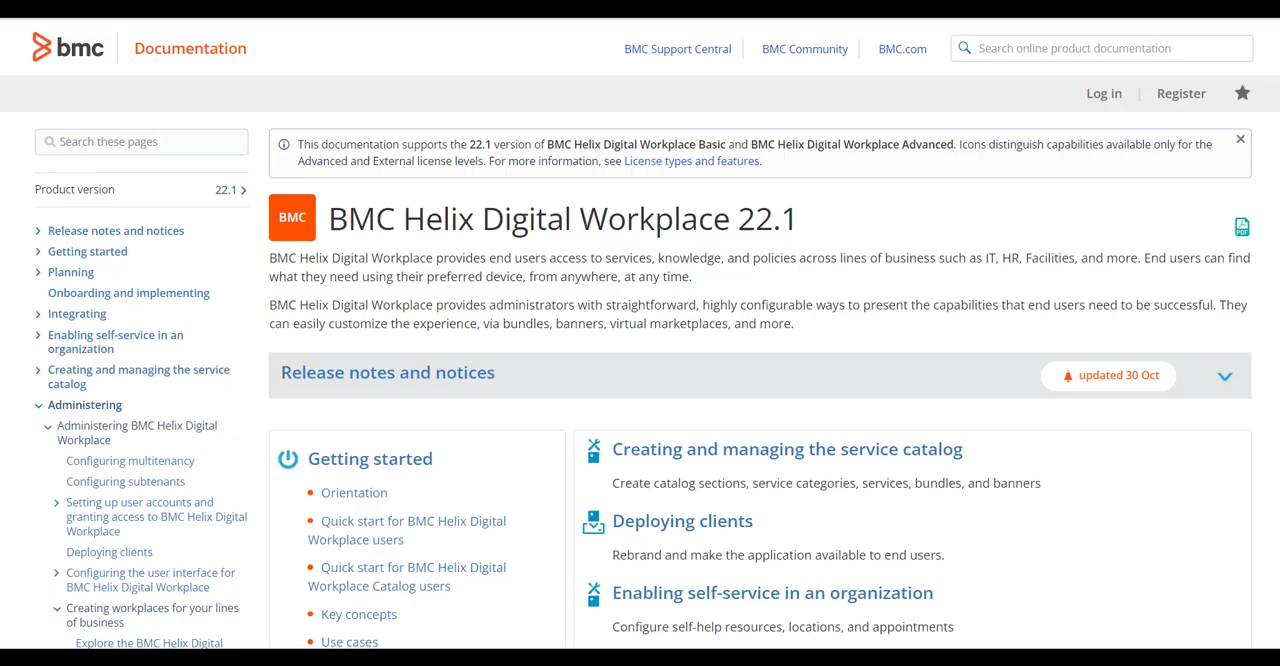 bmc Documentation
BMC Support Central BMC Community BMC.com Search online product documentation
Log in Register
Search these pages
Product version 22.1
Release notes and notices
Getting started
Planning
Onboarding and implementing
Integrating
Enabling self-service in an
organization
Creating and managing the service
catalog
Administering
Administering BMC Helix Digital
Workplace
Configuring multitenancy
Configuring subtenants
Setting up user accounts and
granting access to BMC Helix Digital
Workplace
Deploying clients
Configuring the user interface for
BMC Helix Digital Workplace
Creating workplaces for your lines
of business
Explore the BMC Helix Digital
This documentation supports the 22.1 version of BMC Helix Digital Workplace Basic and BMC Helix Digital Workplace Advanced. Icons distinguish capabilities available only for the
Advanced and External license levels. For more information, see License types and features.
BMC BMC Helix Digital Workplace 22.1
PDF
BMC Helix Digital Workplace provides end users access to services, knowledge, and policies across lines of business such as IT, HR, Facilities, and more. End users can find
what they need using their preferred device, from anywhere, at any time.
BMC Helix Digital Workplace provides administrators with straightforward, highly configurable ways to present the capabilities that end users need to be successful. They
can easily customize the experience, via bundles, banners, virtual marketplaces, and more.
Release notes and notices updated 30 Oct
Getting started
• Orientation
• Quick start for BMC Helix Digital
Workplace users
• Quick start for BMC Helix Digital
Workplace Catalog users
• Key concepts
• Use cases
Creating and managing the service catalog
Create catalog sections, service categories, services, bundles, and banners
Deploying clients
Rebrand and make the application available to end users.
Enabling self-service in an organization
Configure self-help resources, locations, and appointments